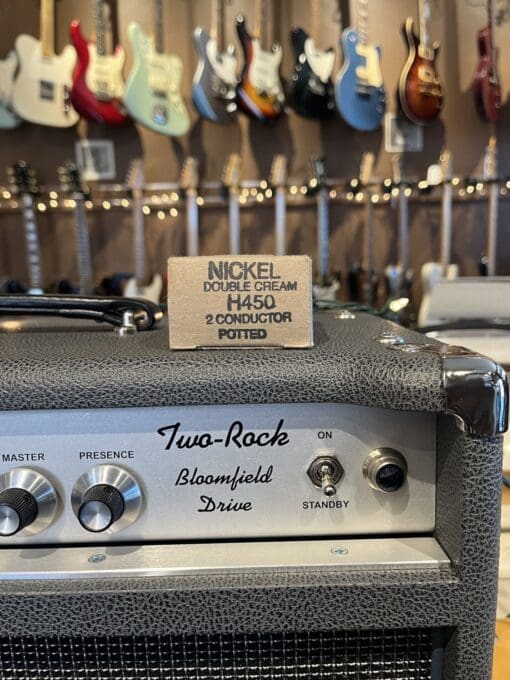 NICKEL
DOUBLE CREAM
H450
2 CONDUCTOR
POTTED
Two-Rock
Bloomfield
Drive
MASTER
PRESENCE
ON
STANDBY